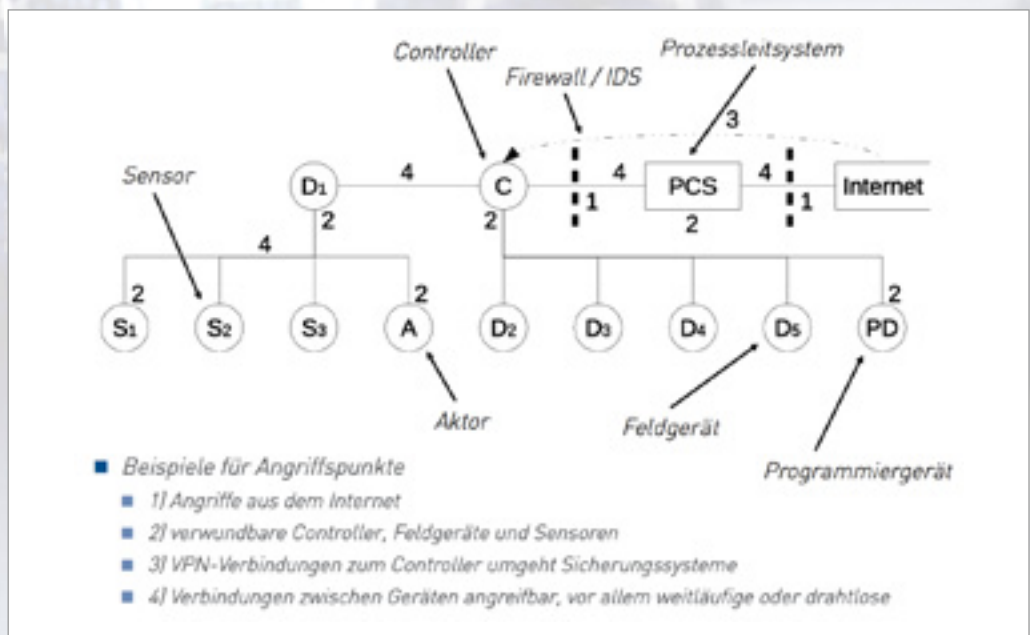 Controller
Prozessleitsystem
Firewall / IDS
3
Sensor
D1
4
C
4
PCS
4
Internet
1
1
2
2
2
4
2
2
2
S1
S2
S3
A
D2
D3
D4
D5
PD
Aktor
Feldgerät
Programmiergerät
Beispiele für Angriffspunkte
1) Angriffe aus dem Internet
2) verwundbare Controller, Feldgeräte und Sensoren
3) VPN-Verbindungen zum Controller umgeht Sicherungssysteme
4) Verbindungen zwischen Geräten angreifbar, vor allem weitläufige oder drahtlose